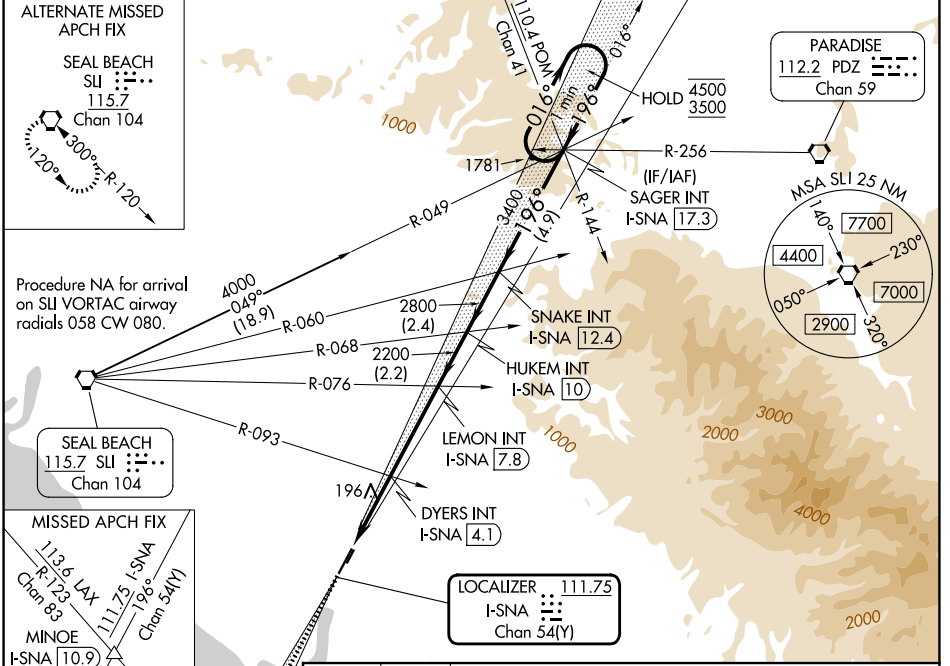 ALTERNATE MISSED
APCH FIX
SEAL BEACH
SLI
115.7
Chan 104
300°
120°
R-120
110.4 POM
Chan 41
016°
1 min
196°
016°
HOLD 4500
3500
1000
1781
R-049
3400
196°
(4.9)
R-144
R-256
(IF/IAF)
SAGER INT
I-SNA 17.3
PARADISE
112.2 PDZ
Chan 59
MSA SLI 25 NM
140°
7700
4400
230°
050°
7000
2900
320°
Procedure NA for arrival
on SLI VORTAC airway
radials 058 CW 080.
4000
049°
(18.9)
R-060
2800
(2.4)
R-068
2200
(2.2)
R-076
R-093
SNAKE INT
I-SNA 12.4
HUKEM INT
I-SNA 10
LEMON INT
I-SNA 7.8
1000
2000
3000
4000
2000
SEAL BEACH
115.7 SLI
Chan 104
196
DYERS INT
I-SNA 4.1
MISSED APCH FIX
113.6 LAX
R-123
Chan 83
111.75 I-SNA
196°
Chan 54(Y)
MINOE
I-SNA 10.9
LOCALIZER 111.75
I-SNA
Chan 54(Y)